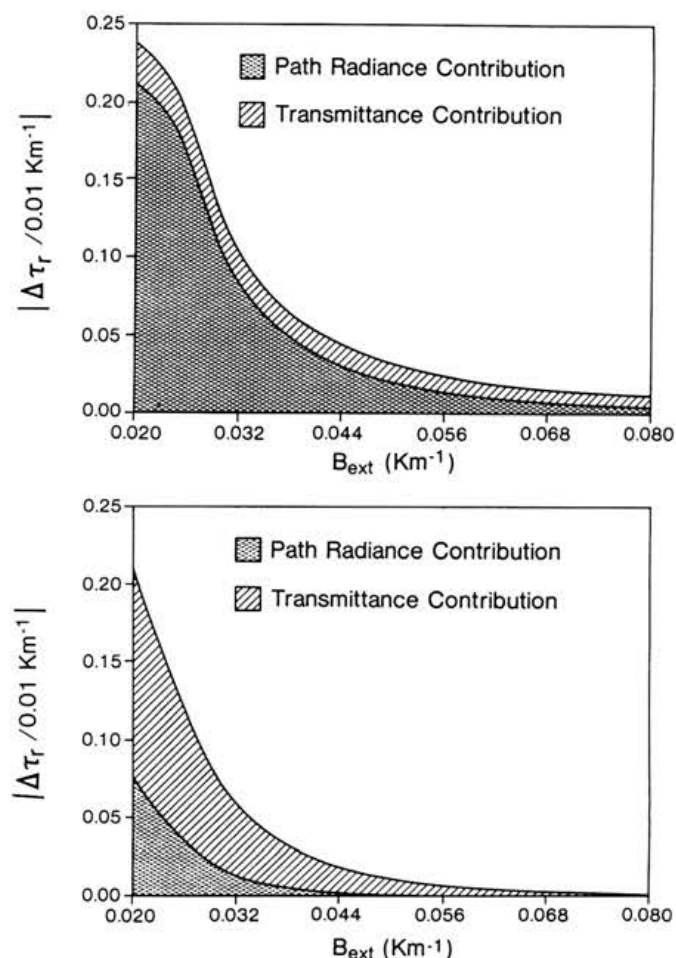 0.25
0.20
0.15
0.10
0.05
0.00
|Δτr /0.01 Km-1|
Path Radiance Contribution
Transmittance Contribution
0.020 0.032 0.044 0.056 0.068 0.080
Bext (Km-1)
0.25
0.20
0.15
0.10
0.05
0.00
|Δτr/0.01 Km-1|
Path Radiance Contribution
Transmittance Contribution
0.020 0.032 0.044 0.056 0.068 0.080
Bext (Km-1)